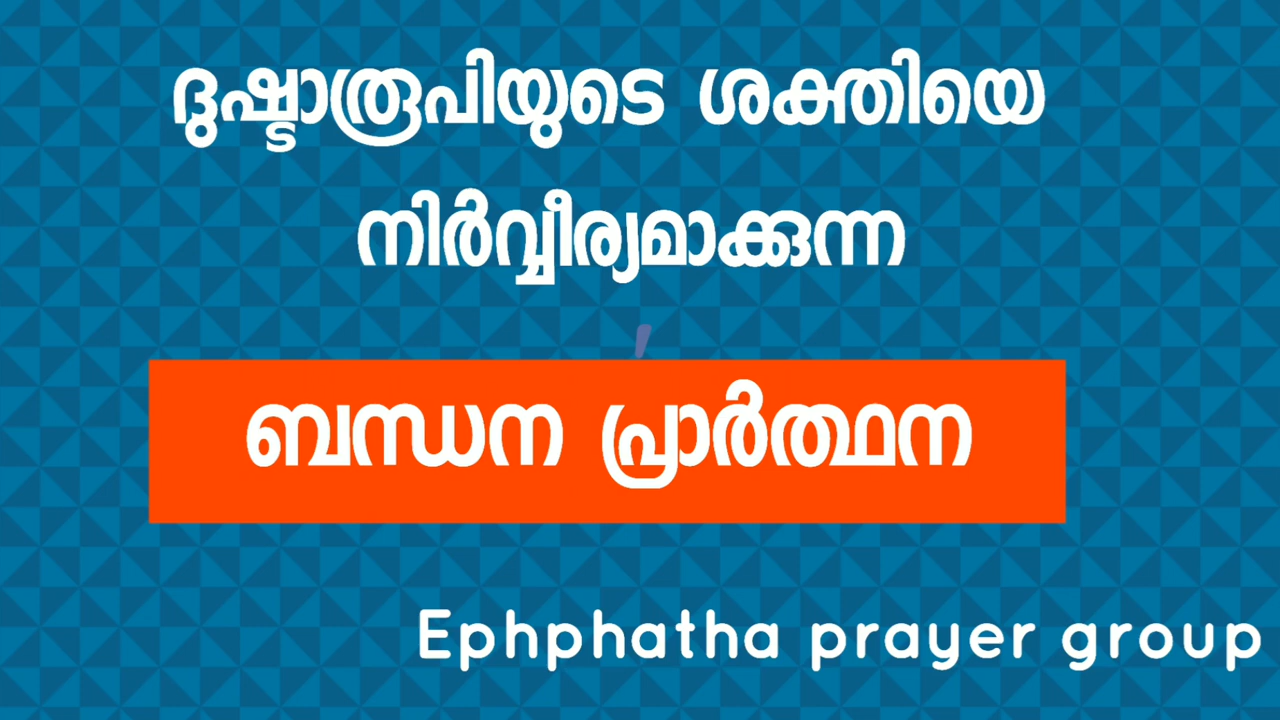 ദുഷ്ടാരൂപിയുടെ ശക്തിയെ
നിർവ്വീര്യമാക്കുന്ന
ബന്ധന പ്രാർത്ഥന
Ephphatha prayer group